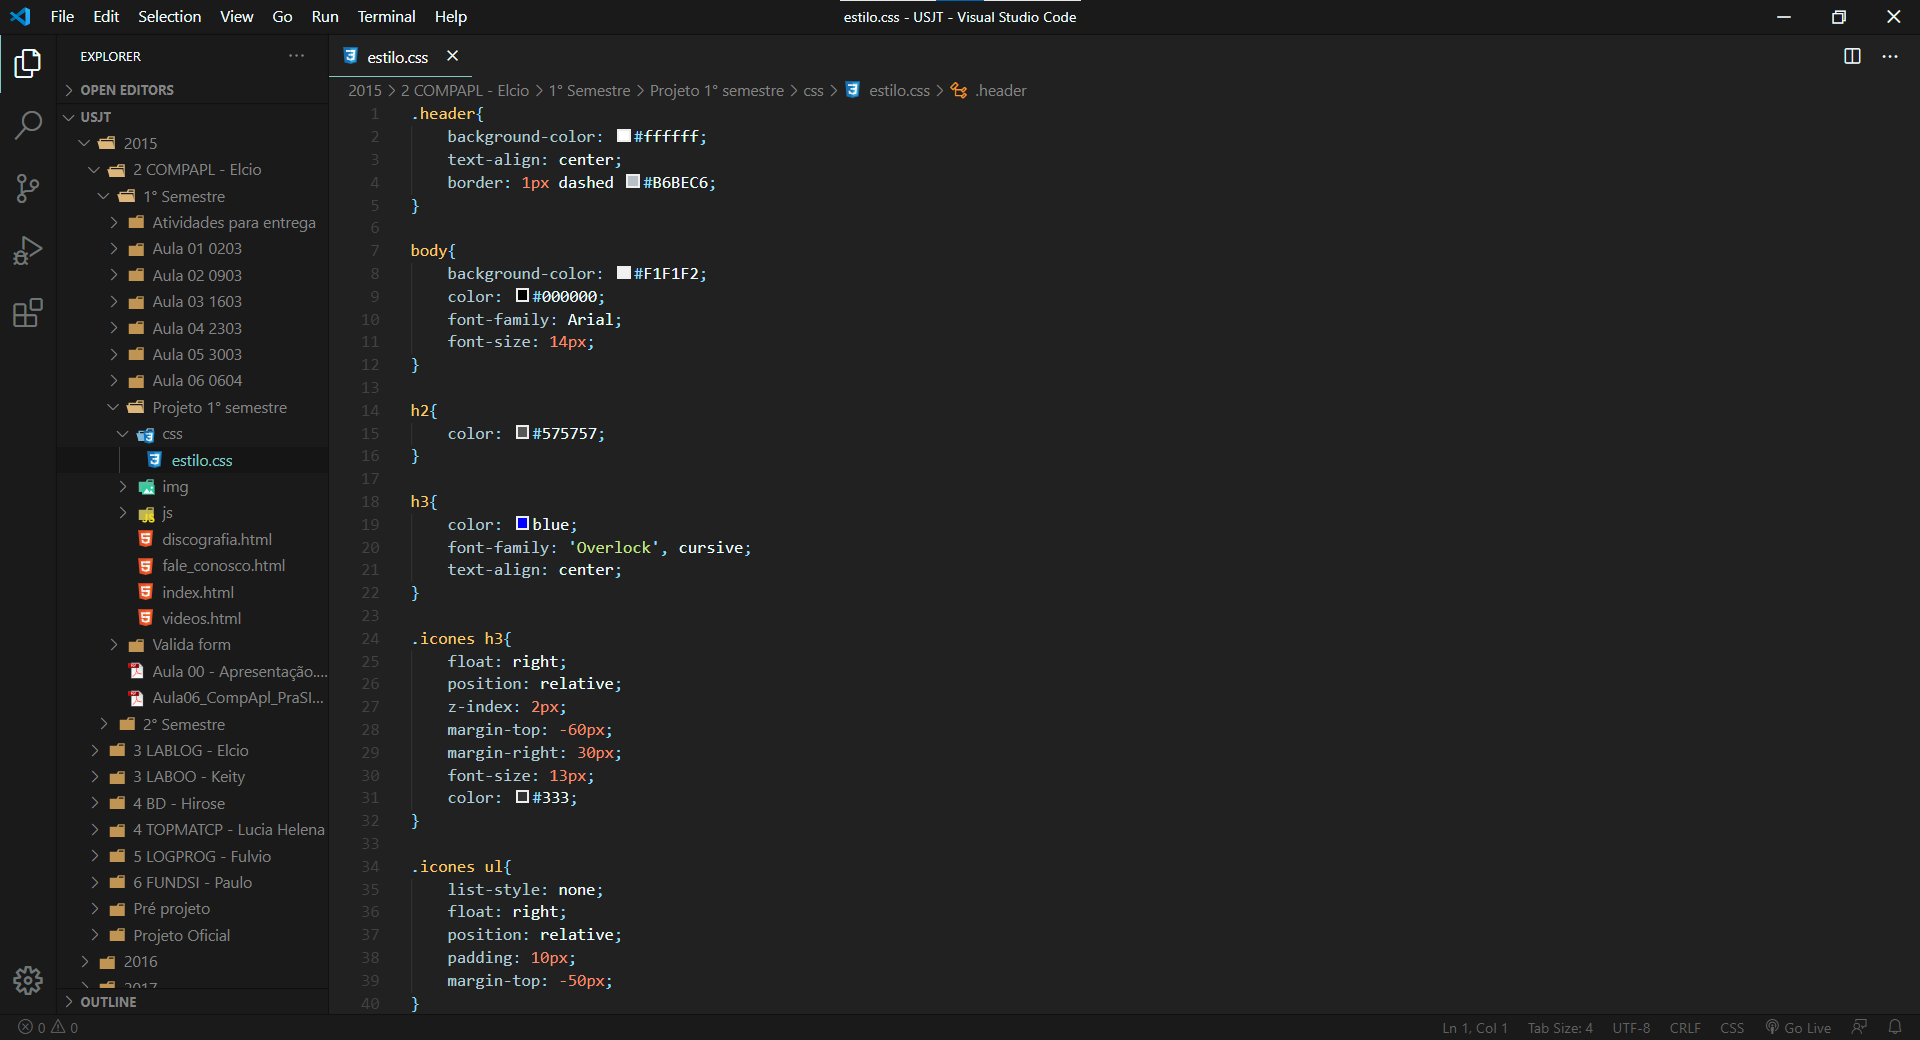 File Edit Selection View Go Run Terminal Help
estilo.css - USJT - Visual Studio Code
EXPLORER
OPEN EDITORS
USJT
2015
2 COMPAPL - Elcio
1° Semestre
Atividades para entrega
Aula 01 0203
Aula 02 0903
Aula 03 1603
Aula 04 2303
Aula 05 3003
Aula 06 0604
Projeto 1° semestre
css
estilo.css
img
js
discografia.html
fale_conosco.html
index.html
videos.html
Valida form
Aula 00 - Apresentação....
Aula06_CompApl_PraSI...
2° Semestre
3 LABLOG - Elcio
3 LABOO - Keity
4 BD - Hirose
4 TOPMATCP - Lucia Helena
5 LOGPROG - Fulvio
6 FUNDSI - Paulo
Pré projeto
Projeto Oficial
2016
2017
OUTLINE
estilo.css
2015 > 2 COMPAPL - Elcio > 1° Semestre > Projeto 1° semestre > css > estilo.css > .header
1 .header{
2 background-color: #ffffff;
3 text-align: center;
4 border: 1px dashed #B6BEC6;
5 }
6
7 body{
8 background-color: #F1F1F2;
9 color: #000000;
10 font-family: Arial;
11 font-size: 14px;
12 }
13
14 h2{
15 color: #575757;
16 }
17
18 h3{
19 color: blue;
20 font-family: 'Overlock', cursive;
21 text-align: center;
22 }
23
24 .icones h3{
25 float: right;
26 position: relative;
27 z-index: 2px;
28 margin-top: -60px;
29 margin-right: 30px;
30 font-size: 13px;
31 color: #333;
32 }
33
34 .icones ul{
35 list-style: none;
36 float: right;
37 position: relative;
38 padding: 10px;
39 margin-top: -50px;
40 }
0 0
Ln 1, Col 1 Tab Size: 4 UTF-8 CRLF CSS Go Live